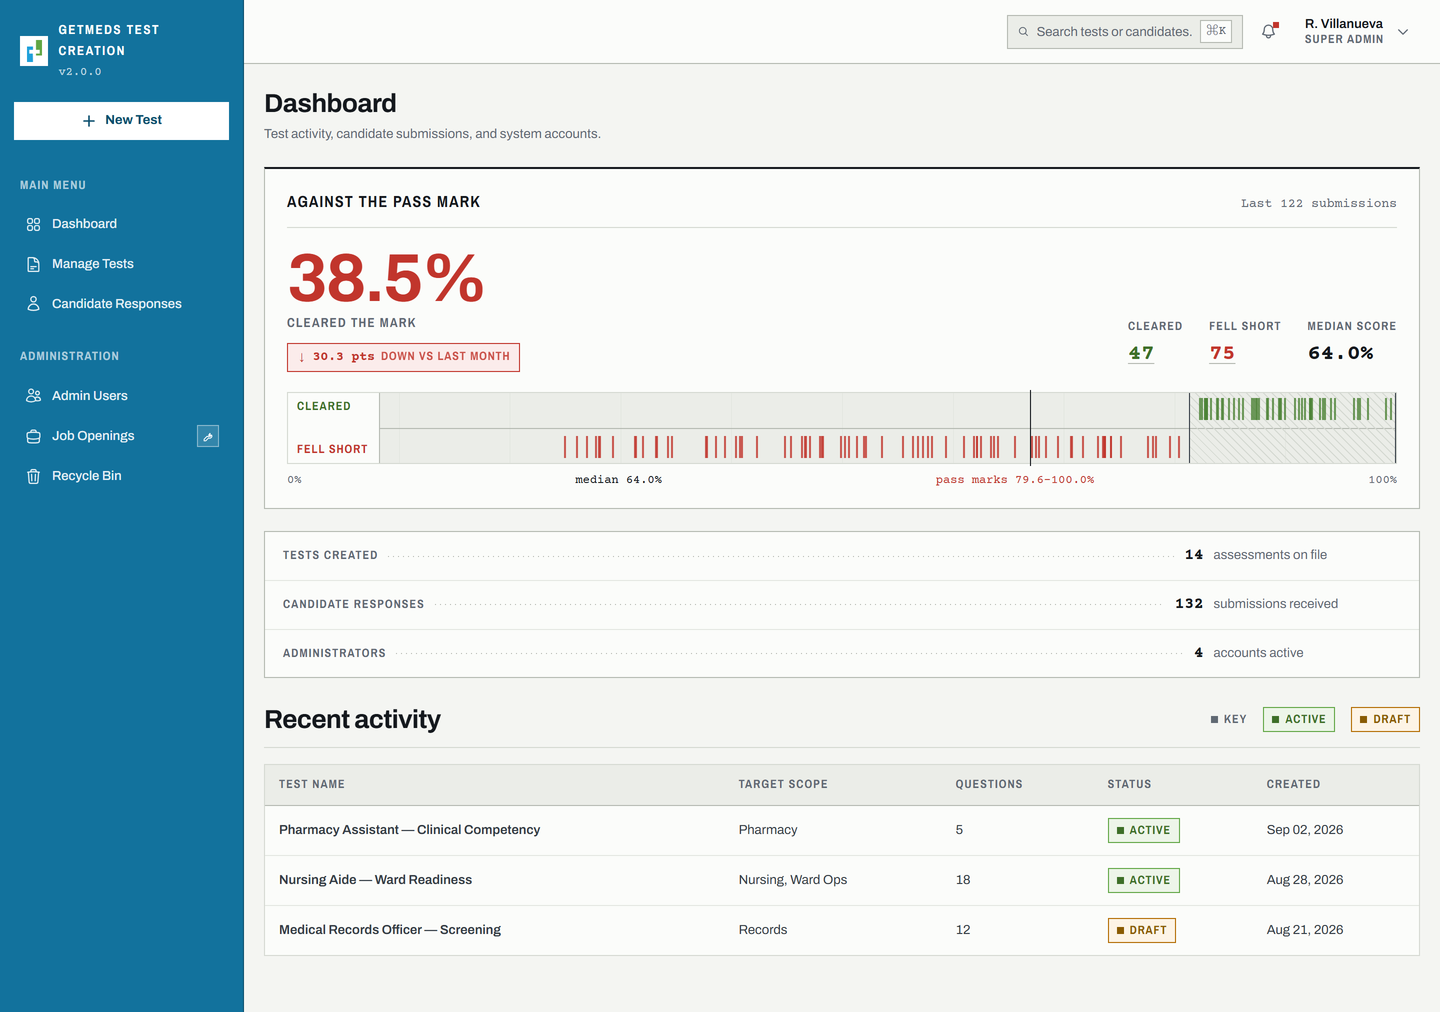 GETMEDS TEST
CREATION
v2.0.0
New Test
MAIN MENU
Dashboard
Manage Tests
Candidate Responses
ADMINISTRATION
Admin Users
Job Openings
Recycle Bin
Search tests or candidates.
⌘K
R. Villanueva
SUPER ADMIN
Dashboard
Test activity, candidate submissions, and system accounts.
AGAINST THE PASS MARK
Last 122 submissions
38.5%
CLEARED THE MARK
↓ 30.3 pts DOWN VS LAST MONTH
CLEARED FELL SHORT MEDIAN SCORE
47 75 64.0%
CLEARED
FELL SHORT
0% median 64.0% pass marks 79.6–100.0% 100%
TESTS CREATED 14 assessments on file
CANDIDATE RESPONSES 132 submissions received
ADMINISTRATORS 4 accounts active
Recent activity
KEY ACTIVE DRAFT
TEST NAME TARGET SCOPE QUESTIONS STATUS CREATED
Pharmacy Assistant — Clinical Competency Pharmacy 5 ACTIVE Sep 02, 2026
Nursing Aide — Ward Readiness Nursing, Ward Ops 18 ACTIVE Aug 28, 2026
Medical Records Officer — Screening Records 12 DRAFT Aug 21, 2026